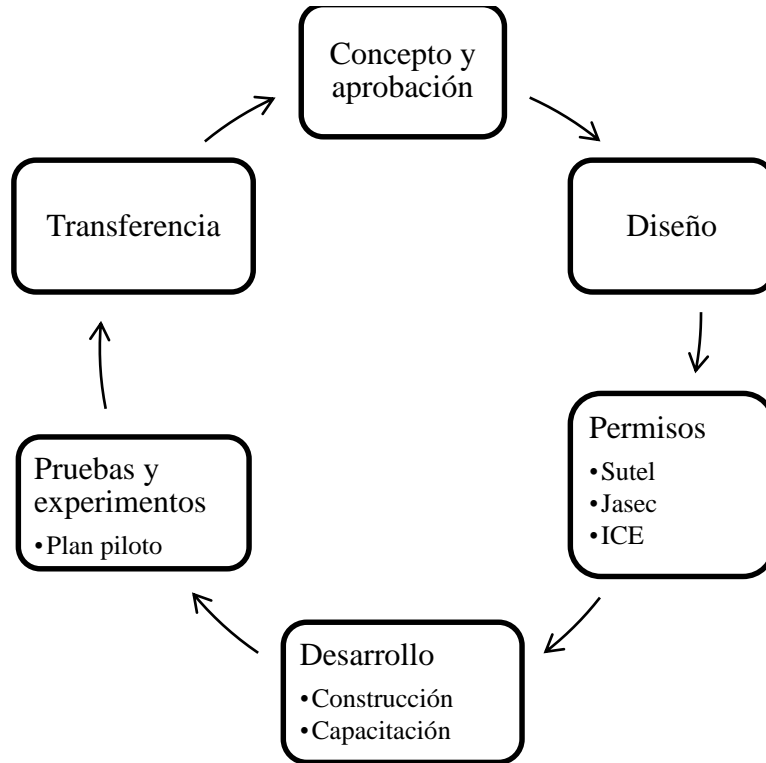 Concepto y
aprobación
Diseño
Permisos
•Sutel
•Jasec
•ICE
Desarrollo
•Construcción
•Capacitación
Pruebas y
experimentos
•Plan piloto
Transferencia